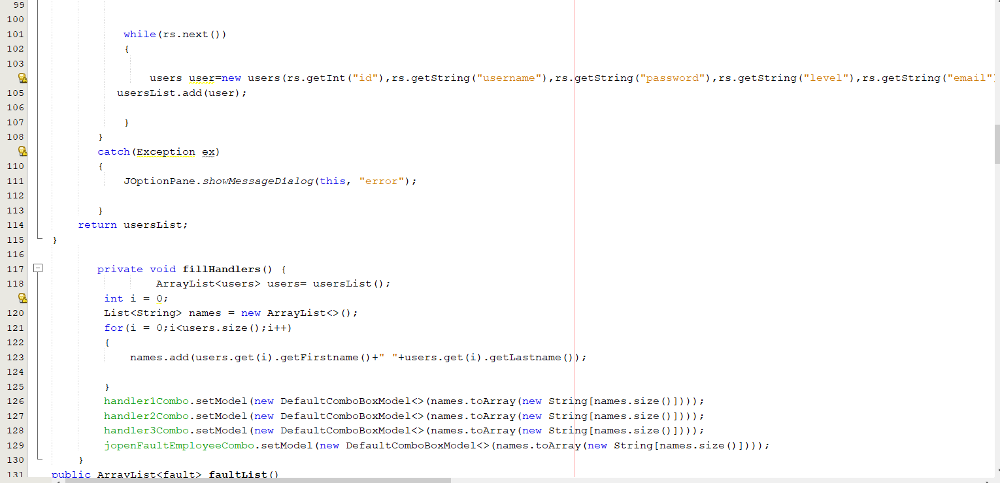 99
100
101 while(rs.next())
102 {
103
users user=new users(rs.getInt("id"),rs.getString("username"),rs.getString("password"),rs.getString("level"),rs.getString("email")
105 usersList.add(user);
106
107 }
108 }
catch(Exception ex)
110 {
111 JOptionPane.showMessageDialog(this, "error");
112
113 }
114 return usersList;
115 }
116
117 private void fillHandlers() {
118 ArrayList<users> users= usersList();
int i = 0;
120 List<String> names = new ArrayList<>();
121 for(i = 0;i<users.size();i++)
122 {
123 names.add(users.get(i).getFirstname()+" "+users.get(i).getLastname());
124
125 }
126 handler1Combo.setModel(new DefaultComboBoxModel<>(names.toArray(new String[names.size()])));
127 handler2Combo.setModel(new DefaultComboBoxModel<>(names.toArray(new String[names.size()])));
128 handler3Combo.setModel(new DefaultComboBoxModel<>(names.toArray(new String[names.size()])));
129 jopenFaultEmployeeCombo.setModel(new DefaultComboBoxModel<>(names.toArray(new String[names.size()])));
130 }
131 public ArrayList<fault> faultList()